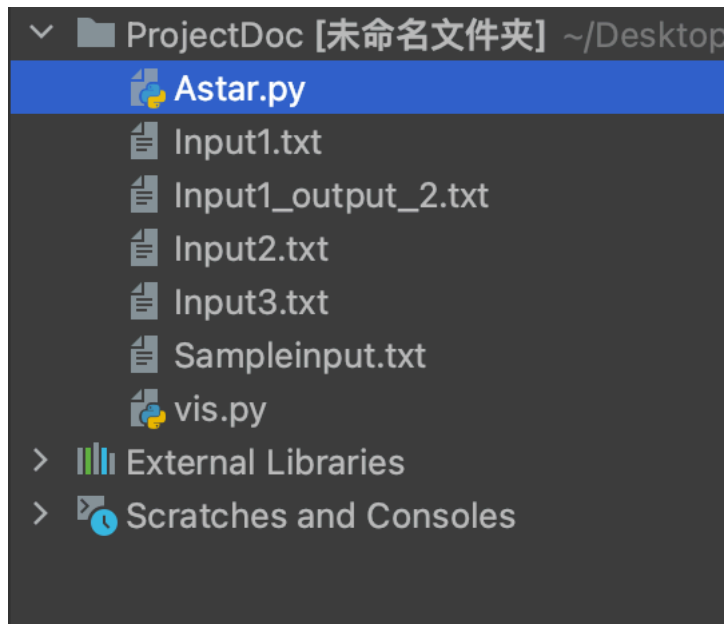 ProjectDoc [未命名文件夹] ~/Desktop
Astar.py
Input1.txt
Input1_output_2.txt
Input2.txt
Input3.txt
Sampleinput.txt
vis.py
External Libraries
Scratches and Consoles